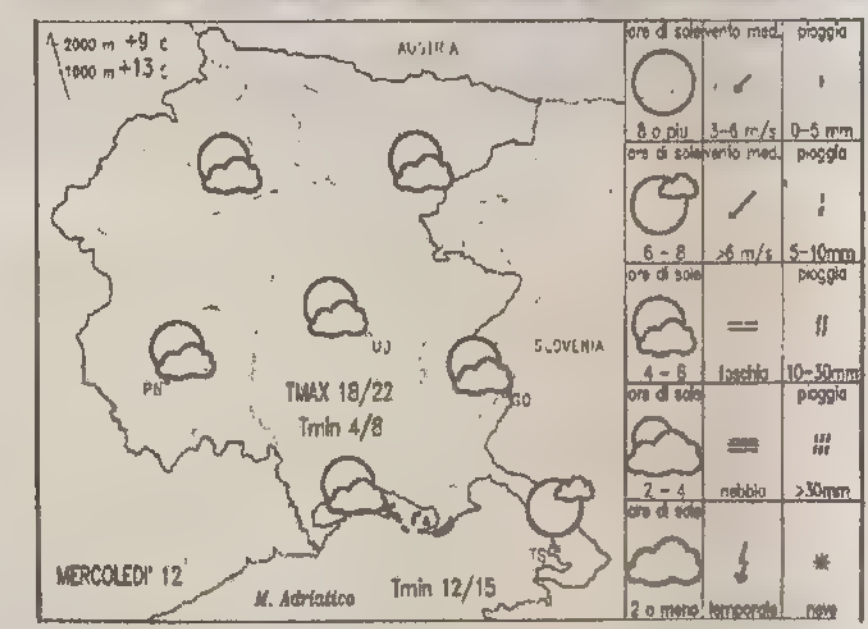 2000 m +9 c
1000 m +13 c
AUSTRIA
SLOVENIA
UD
PN
GO
TMAX 18/22
Tmin 4/8
TS
MERCOLEDI' 12
M. Adriatico
Tmin 12/15
ore di sole vento med. pioggia
8 o piu 3-6 m/s 0-5 mm
ore di sole vento med. pioggia
6 - 8 >6 m/s 5-10mm
ore di sole pioggia
4 - 6 foschia 10-30mm
ore di sole pioggia
2 - 4 nebbia >30mm
ore di sole
2 o meno temporale neve